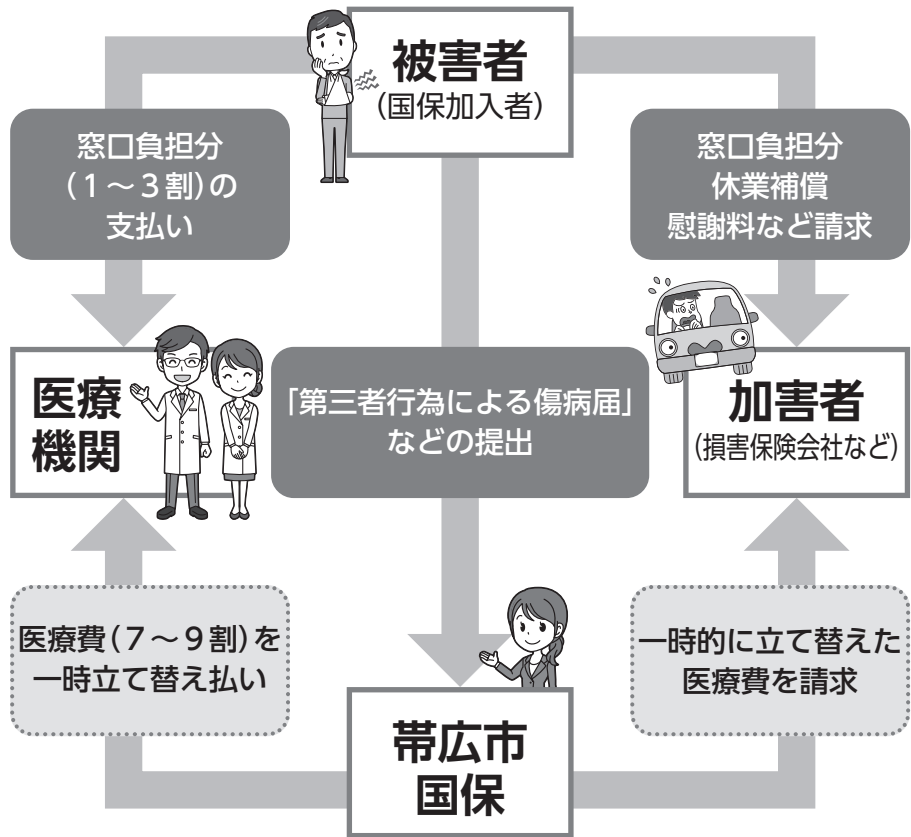 被害者
(国保加入者)
窓口負担分
(1～3割)の
支払い
窓口負担分
休業補償
慰謝料など請求
医療
機関
「第三者行為による傷病届」
などの提出
加害者
(損害保険会社など)
医療費(7～9割)を
一時立て替え払い
一時的に立て替えた
医療費を請求
帯広市
国保